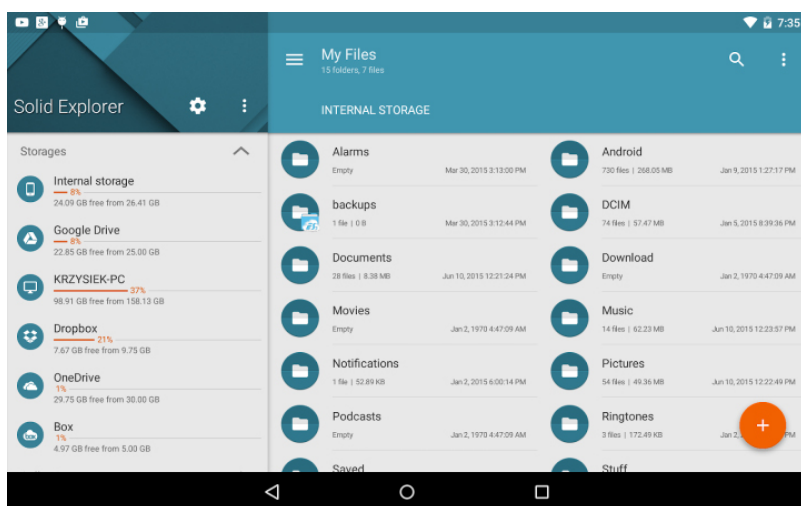 7:35
Solid Explorer
Storages
Internal storage
8%
24.09 GB free from 26.41 GB
Google Drive
8%
22.85 GB free from 25.00 GB
KRZYSIEK-PC
37%
98.91 GB free from 158.13 GB
Dropbox
21%
7.67 GB free from 9.75 GB
OneDrive
1%
29.75 GB free from 30.00 GB
Box
1%
4.97 GB free from 5.00 GB
My Files
15 folders, 7 files
INTERNAL STORAGE
Alarms
Empty Mar 30, 2015 3:13:00 PM
Android
730 files | 268.05 MB Jan 9, 2015 1:27:17 PM
backups
1 file | 0 B Mar 30, 2015 3:12:44 PM
DCIM
74 files | 57.47 MB Jan 5, 2015 8:39:36 PM
Documents
28 files | 8.38 MB Jun 10, 2015 12:21:24 PM
Download
Empty Jan 2, 1970 4:47:09 AM
Movies
Empty Jan 2, 1970 4:47:09 AM
Music
14 files | 62.23 MB Jun 10, 2015 12:23:57 PM
Notifications
1 file | 52.89 KB Jan 2, 2015 6:00:14 PM
Pictures
54 files | 49.36 MB Jun 10, 2015 12:22:49 PM
Podcasts
Empty Jan 2, 1970 4:47:09 AM
Ringtones
3 files | 172.49 KB Jan 2, PM
Saved
Stuff